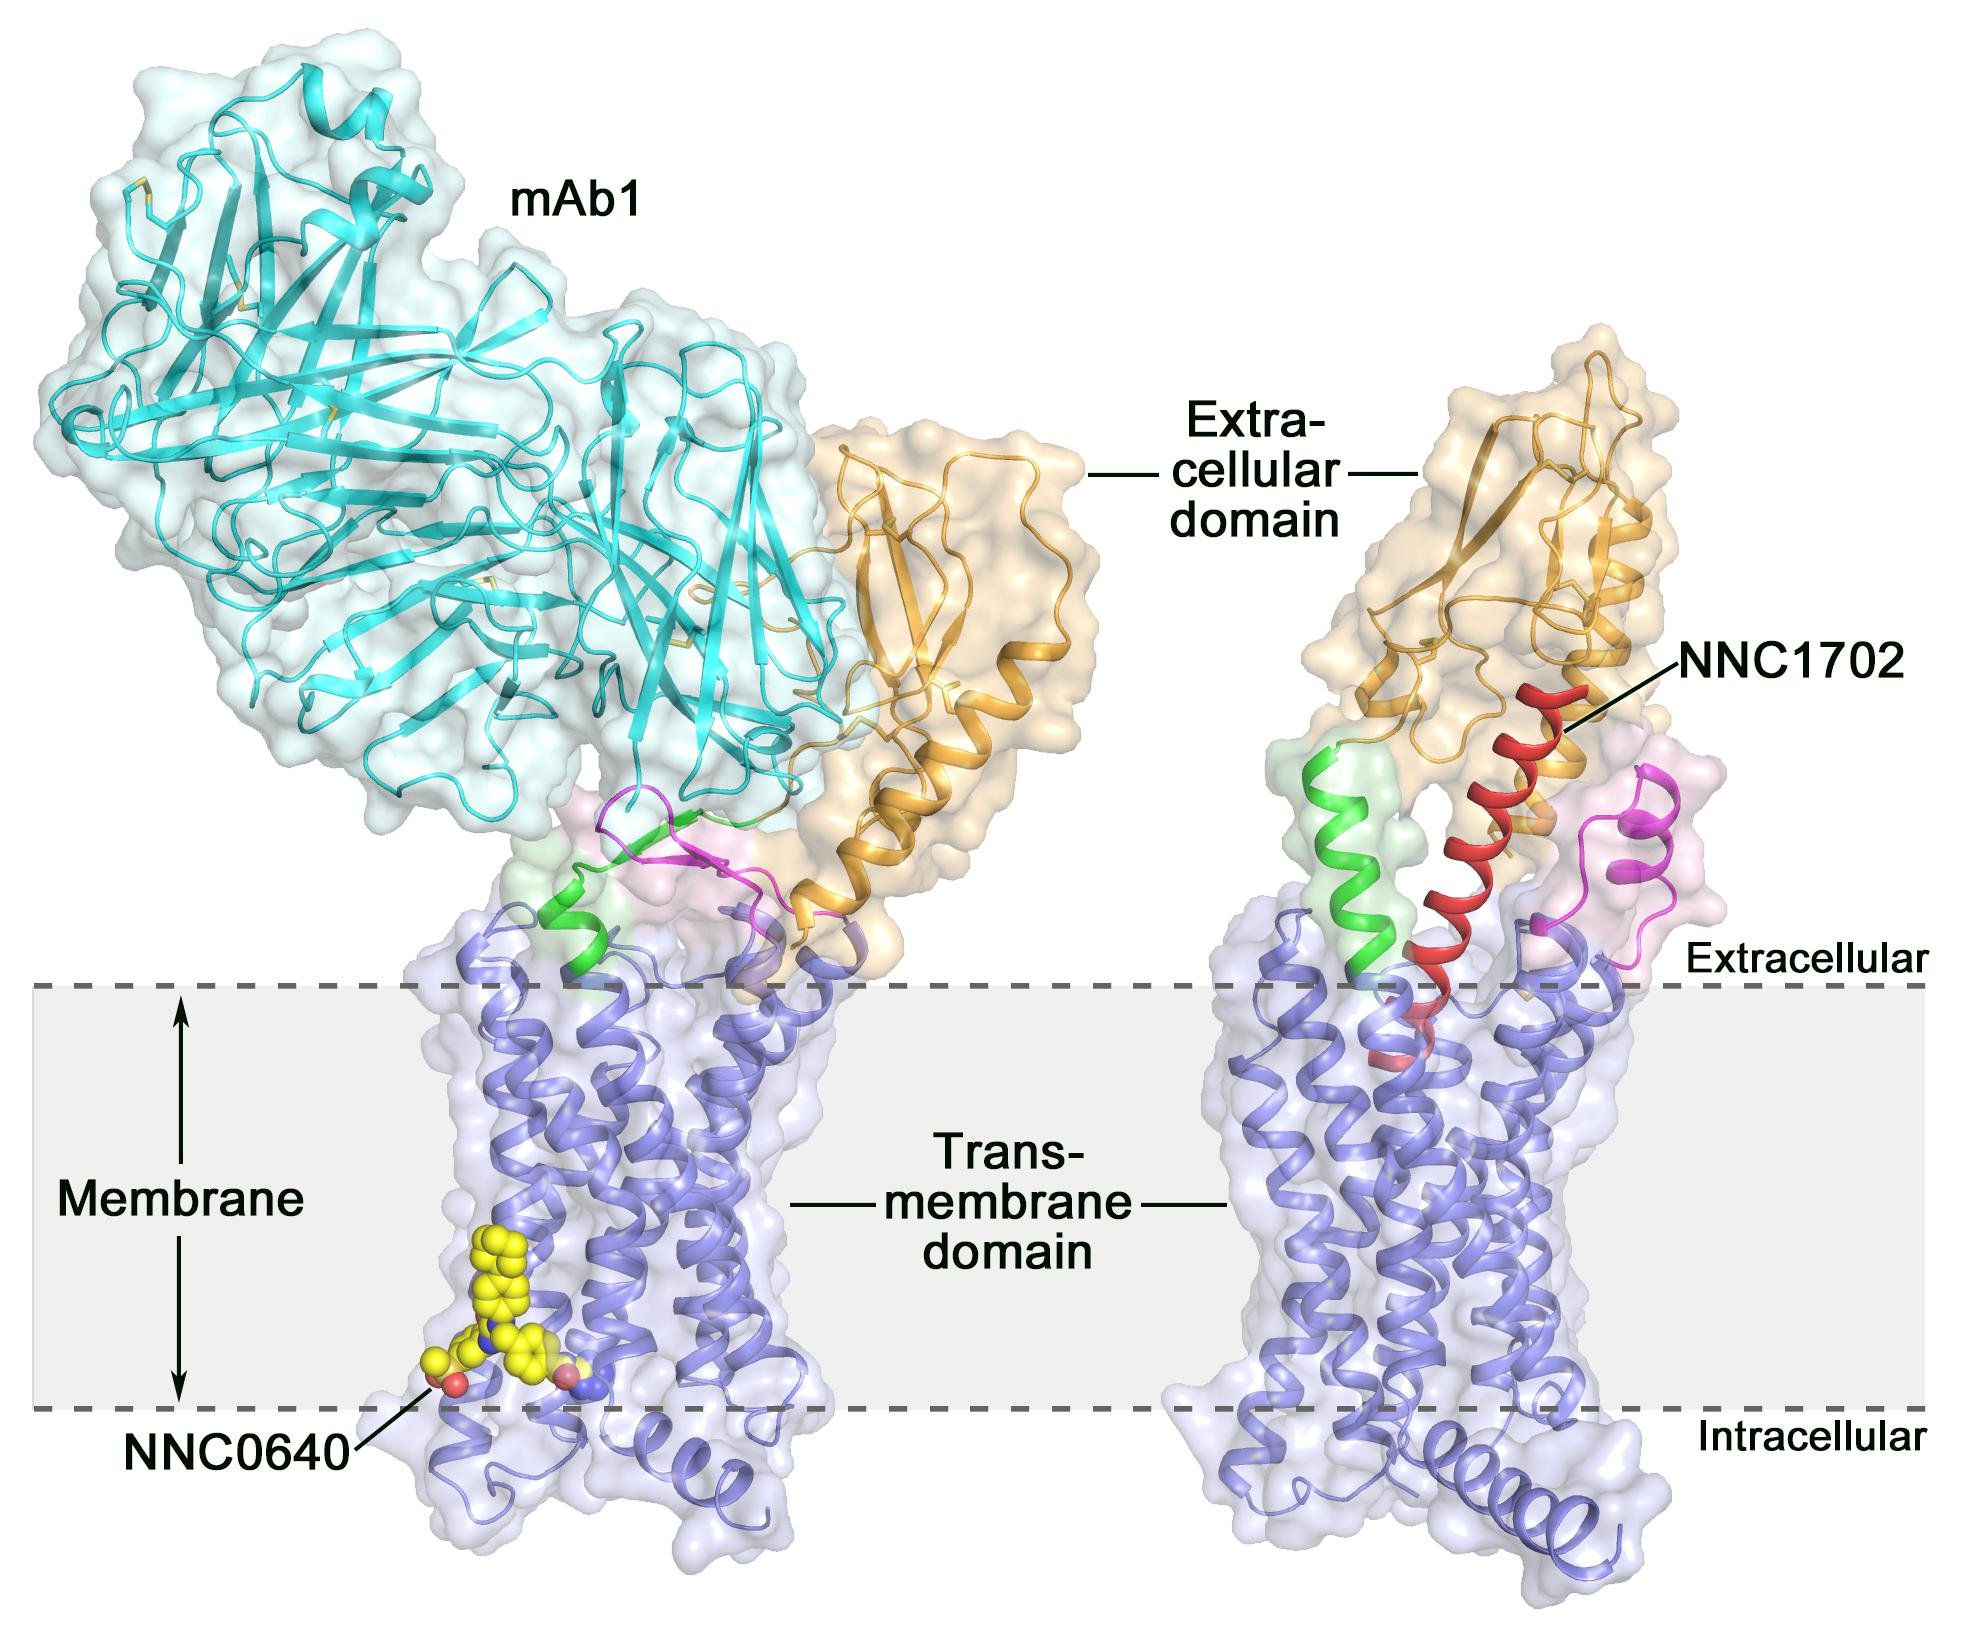 mAb1
Extra-
cellular
domain
NNC1702
Extracellular
Trans-
membrane
domain
Membrane
NNC0640
Intracellular